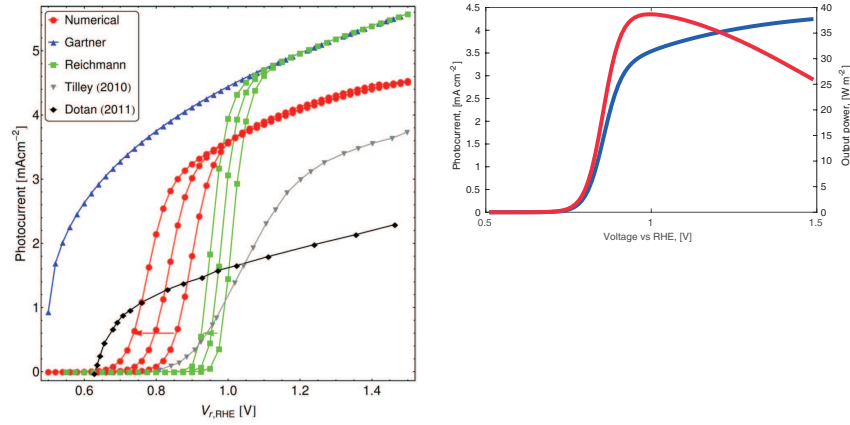 Numerical
Gartner
Reichmann
Tilley (2010)
Dotan (2011)
Photocurrent [mAcm-2]
5
4
3
2
1
0
0.6 0.8 1.0 1.2 1.4
Vr,RHE [V]
Photocurrent, [mA cm-2]
4.5
4
3.5
3
2.5
2
1.5
1
0.5
0
0.5 1 1.5
Voltage vs RHE, [V]
40
35
30
25
20
15
10
5
0
Output power, [W m-2]